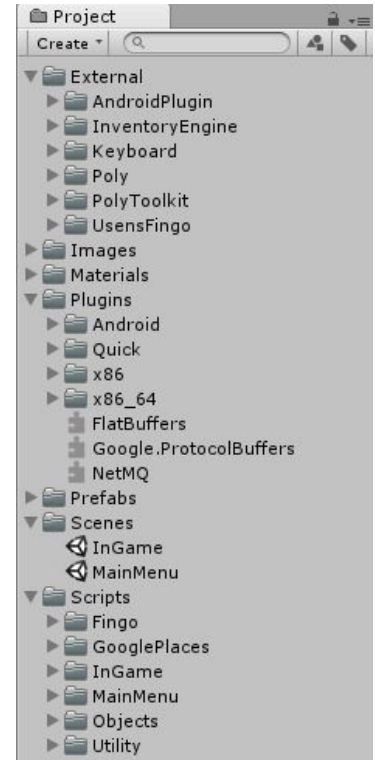 Project
Create
External
AndroidPlugin
InventoryEngine
Keyboard
Poly
PolyToolkit
UsensFingo
Images
Materials
Plugins
Android
Quick
x86
x86_64
FlatBuffers
Google.ProtocolBuffers
NetMQ
Prefabs
Scenes
InGame
MainMenu
Scripts
Fingo
GooglePlaces
InGame
MainMenu
Objects
Utility